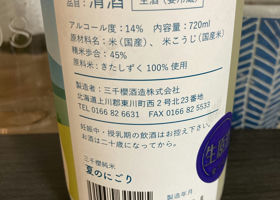 品目：清酒
生酒（要冷蔵）
アルコール度：14% 内容量：720ml
原材料名：米（国産）、米こうじ（国産米）
精米歩合：45%
原料米：きたしずく 100% 使用
製造者：三千櫻酒造株式会社
北海道上川郡東川町西 2 号北 23 番地
TEL 0166 82 6631 FAX 0166 82 5533
妊娠中・授乳期の飲酒はお控え下さい。
お酒は二十歳になってから。
三千櫻純米
夏のにごり
製造年月
生